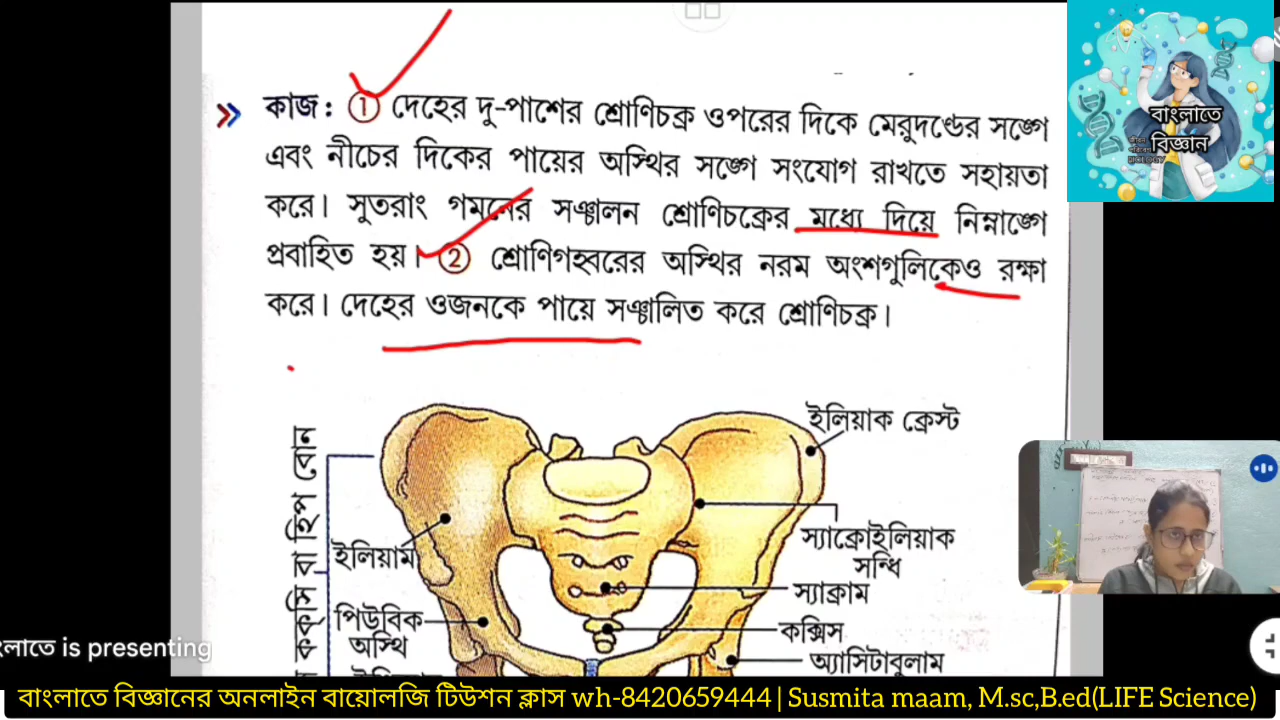 কাজ : ① দেহের দু-পাশের শ্রোণিচক্র ওপরের দিকে মেরুদণ্ডের সঙ্গে
এবং নীচের দিকের পায়ের অস্থির সঙ্গে সংযোগ রাখতে সহায়তা
করে। সুতরাং গমনের সঞ্চালন শ্রোণিচক্রের মধ্যে দিয়ে নিম্নাঙ্গে
প্রবাহিত হয়। ② শ্রোণিগহ্বরের অস্থির নরম অংশগুলিকেও রক্ষা
করে। দেহের ওজনকে পায়ে সঞ্চালিত করে শ্রোণিচক্র।
বাংলাতে
বিজ্ঞান
ইলিয়াক ক্রেস্ট
স্যাক্রোইলিয়াক
সন্ধি
স্যাক্রাম
কক্সিস
অ্যাসিটাবুলাম
ইলিয়াম
পিউবিক
অস্থি
কক্সি বা হিপ বোন
লাতে is presenting
বাংলাতে বিজ্ঞানের অনলাইন বায়োলজি টিউশন ক্লাস wh-8420659444 | Susmita maam, M.sc,B.ed(LIFE Science)